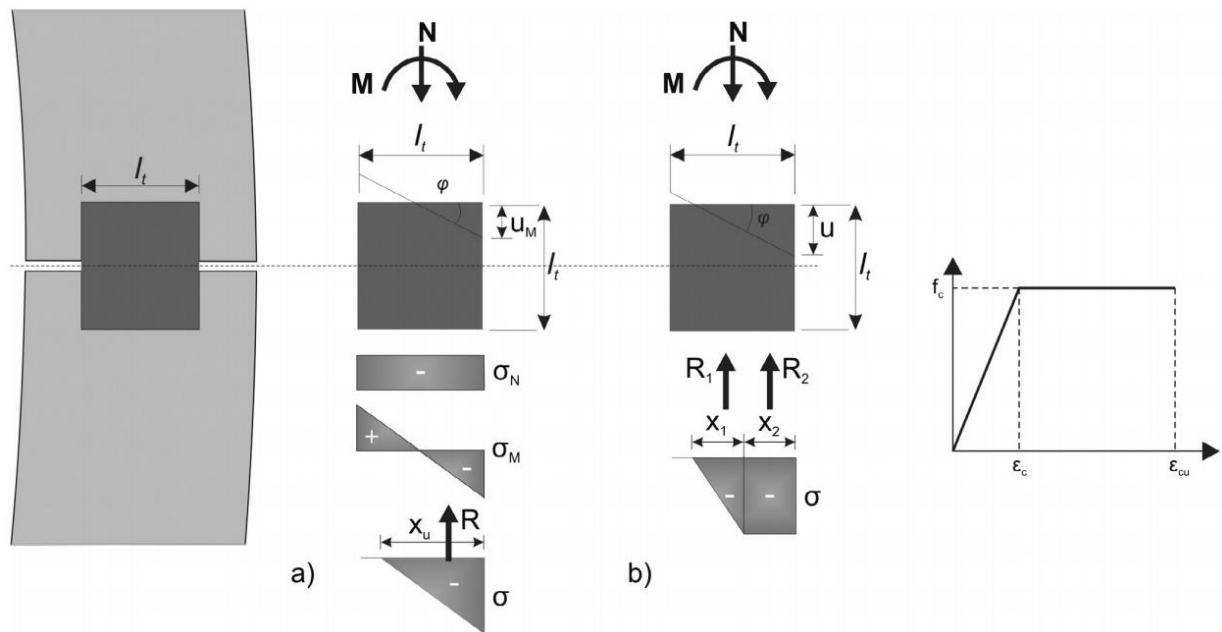 N
M
l_t
l_t
φ
u_M
l_t
-
σ_N
+
-
σ_M
x_u
R
-
σ
a)
N
M
l_t
φ
u
l_t
R_1
R_2
x_1
x_2
-
-
σ
b)
f_c
ε_c
ε_cu